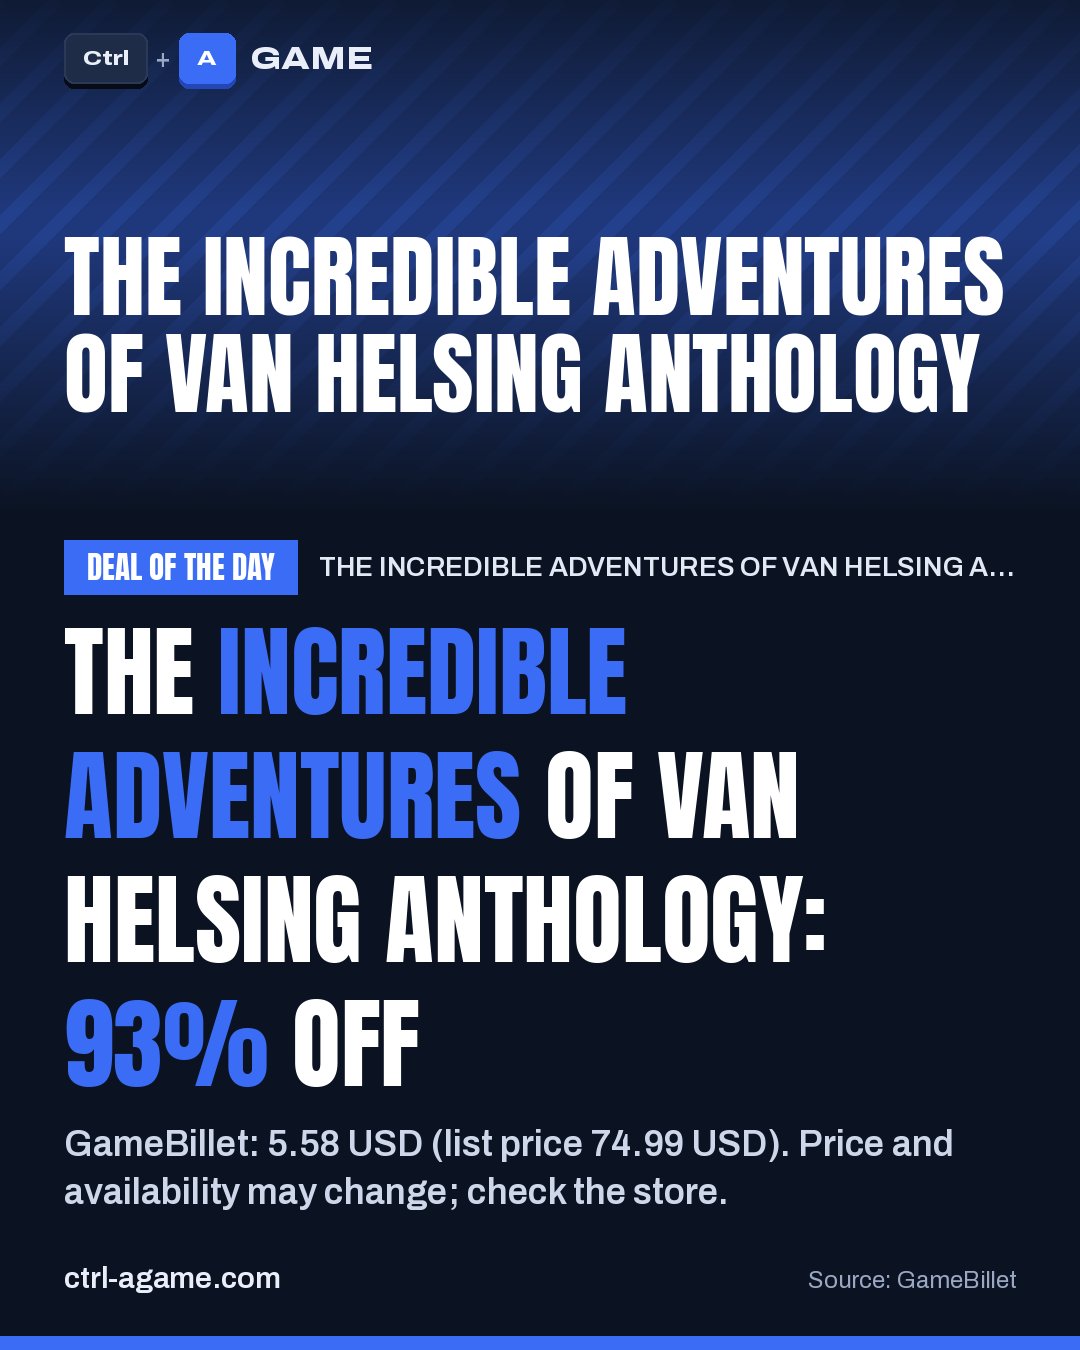 Ctrl + A GAME
THE INCREDIBLE ADVENTURES
OF VAN HELSING ANTHOLOGY
DEAL OF THE DAY THE INCREDIBLE ADVENTURES OF VAN HELSING A...
THE INCREDIBLE
ADVENTURES OF VAN
HELSING ANTHOLOGY:
93% OFF
GameBillet: 5.58 USD (list price 74.99 USD). Price and
availability may change; check the store.
ctrl-agame.com
Source: GameBillet